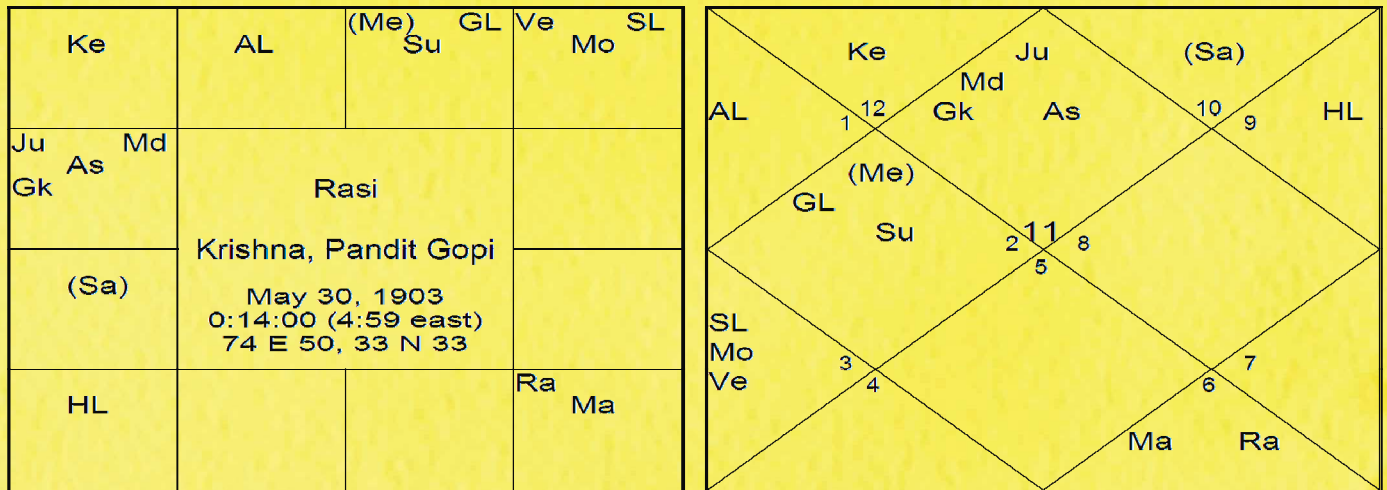 Ke
AL
(Me) GL
Su
Ve SL
Mo
Ju Md
As
Gk
Rasi
Krishna, Pandit Gopi
May 30, 1903
0:14:00 (4:59 east)
74 E 50, 33 N 33
(Sa)
HL
Ra
Ma
Ke
Ju
(Sa)
Md
AL
1
12
Gk
As
10
9
HL
(Me)
GL
Su
2
11
8
5
SL
Mo
Ve
3
4
7
6
Ma
Ra